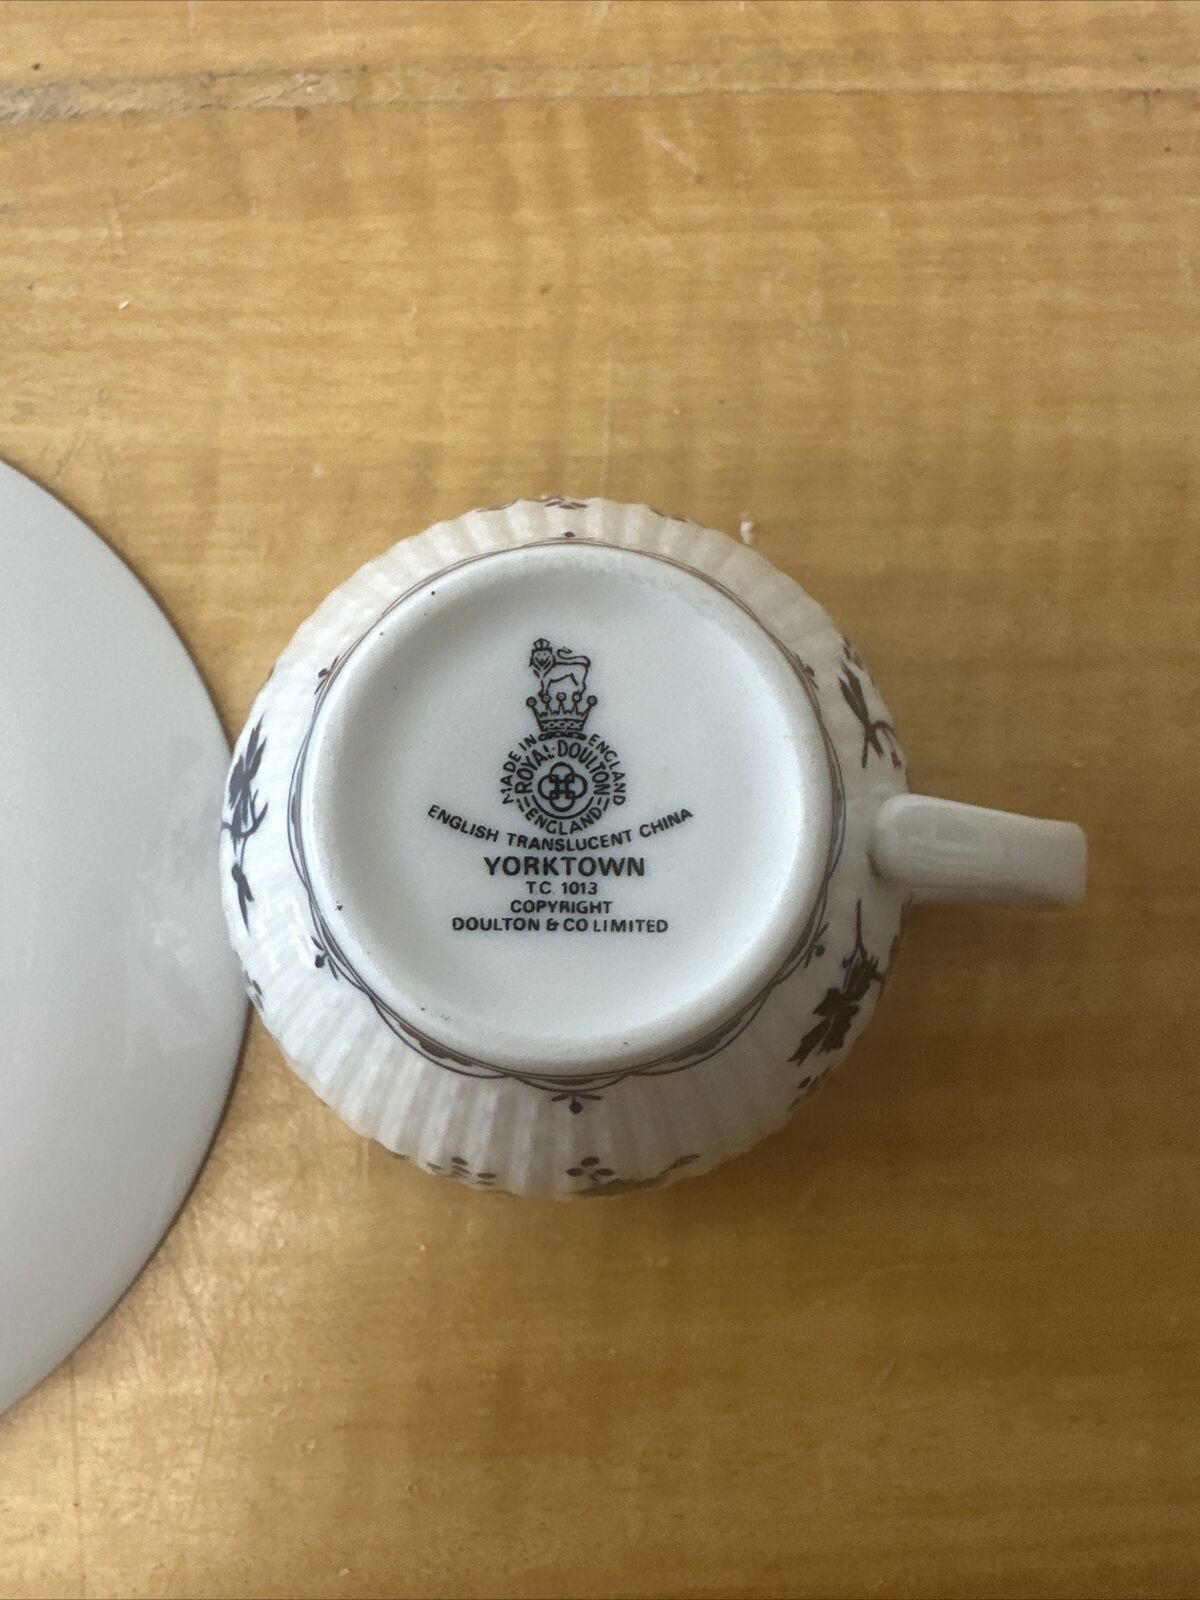 MADE IN ENGLAND
ROYAL·DOULTON
ENGLAND
ENGLISH TRANSLUCENT CHINA
YORKTOWN
T.C. 1013
COPYRIGHT
DOULTON & CO LIMITED